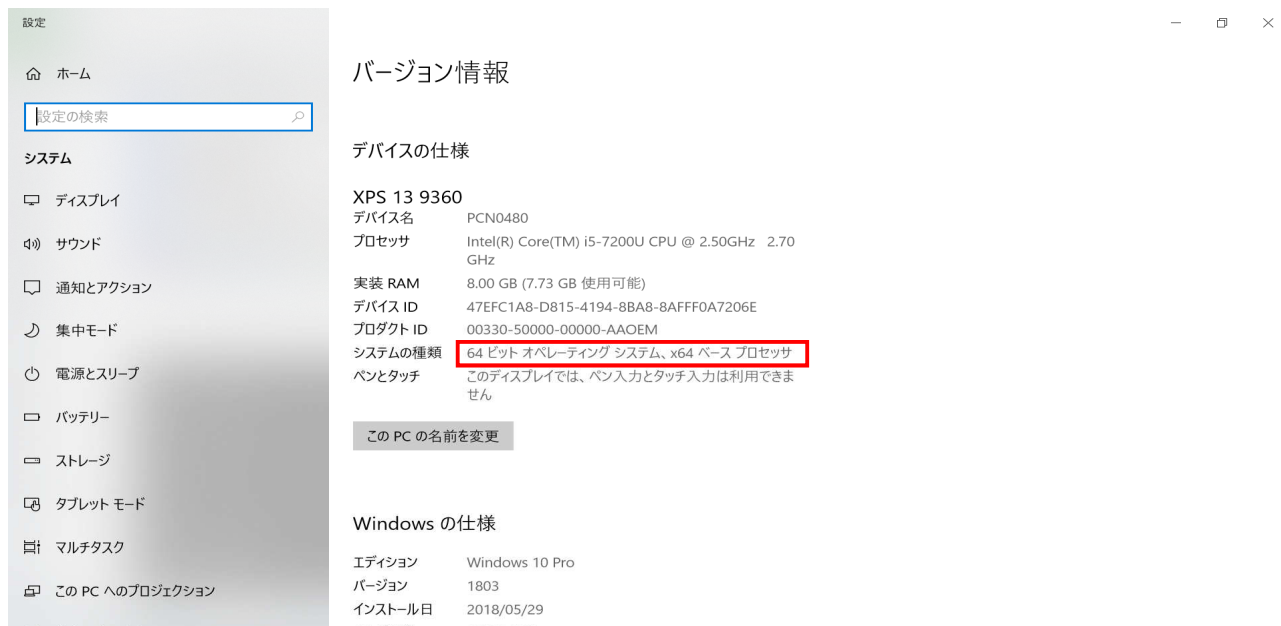 設定
ホーム
設定の検索
システム
ディスプレイ
サウンド
通知とアクション
集中モード
電源とスリープ
バッテリー
ストレージ
タブレット モード
マルチタスク
この PC へのプロジェクション
バージョン情報
デバイスの仕様
XPS 13 9360
デバイス名 PCN0480
プロセッサ Intel(R) Core(TM) i5-7200U CPU @ 2.50GHz 2.70
GHz
実装 RAM 8.00 GB (7.73 GB 使用可能)
デバイス ID 47EFC1A8-D815-4194-8BA8-8AFFF0A7206E
プロダクト ID 00330-50000-00000-AAOEM
システムの種類 64 ビット オペレーティング システム、x64 ベース プロセッサ
ペンとタッチ このディスプレイでは、ペン入力とタッチ入力は利用できま
せん
この PC の名前を変更
Windows の仕様
エディション Windows 10 Pro
バージョン 1803
インストール日 2018/05/29